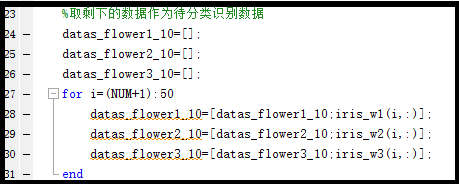 23 %取剩下的数据作为待分类识别数据
24 — datas_flower1_10=[];
25 — datas_flower2_10=[];
26 — datas_flower3_10=[];
27 — for i=(NUM+1):50
28 — datas_flower1_10=[datas_flower1_10;iris_w1(i,:)];
29 — datas_flower2_10=[datas_flower2_10;iris_w2(i,:)];
30 — datas_flower3_10=[datas_flower3_10;iris_w3(i,:)];
31 — end